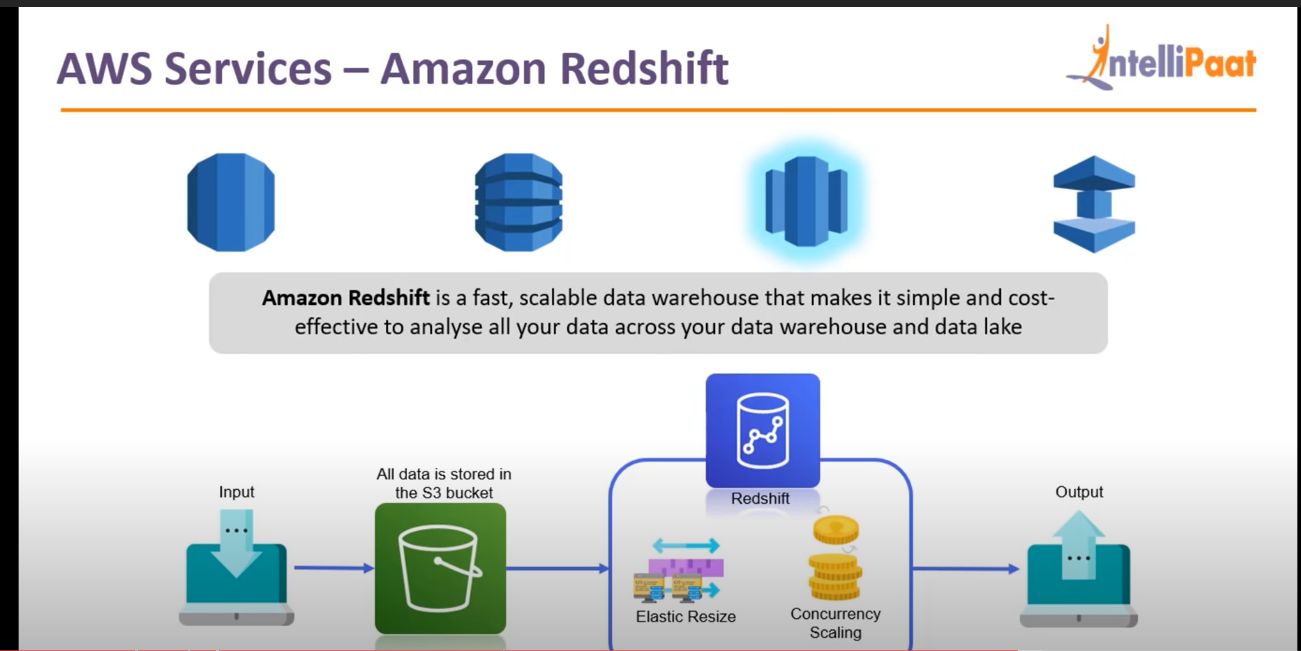 AWS Services – Amazon Redshift
IntelliPaat
Amazon Redshift is a fast, scalable data warehouse that makes it simple and cost-
effective to analyse all your data across your data warehouse and data lake
Input
All data is stored in
the S3 bucket
Redshift
Elastic Resize
Concurrency
Scaling
Output